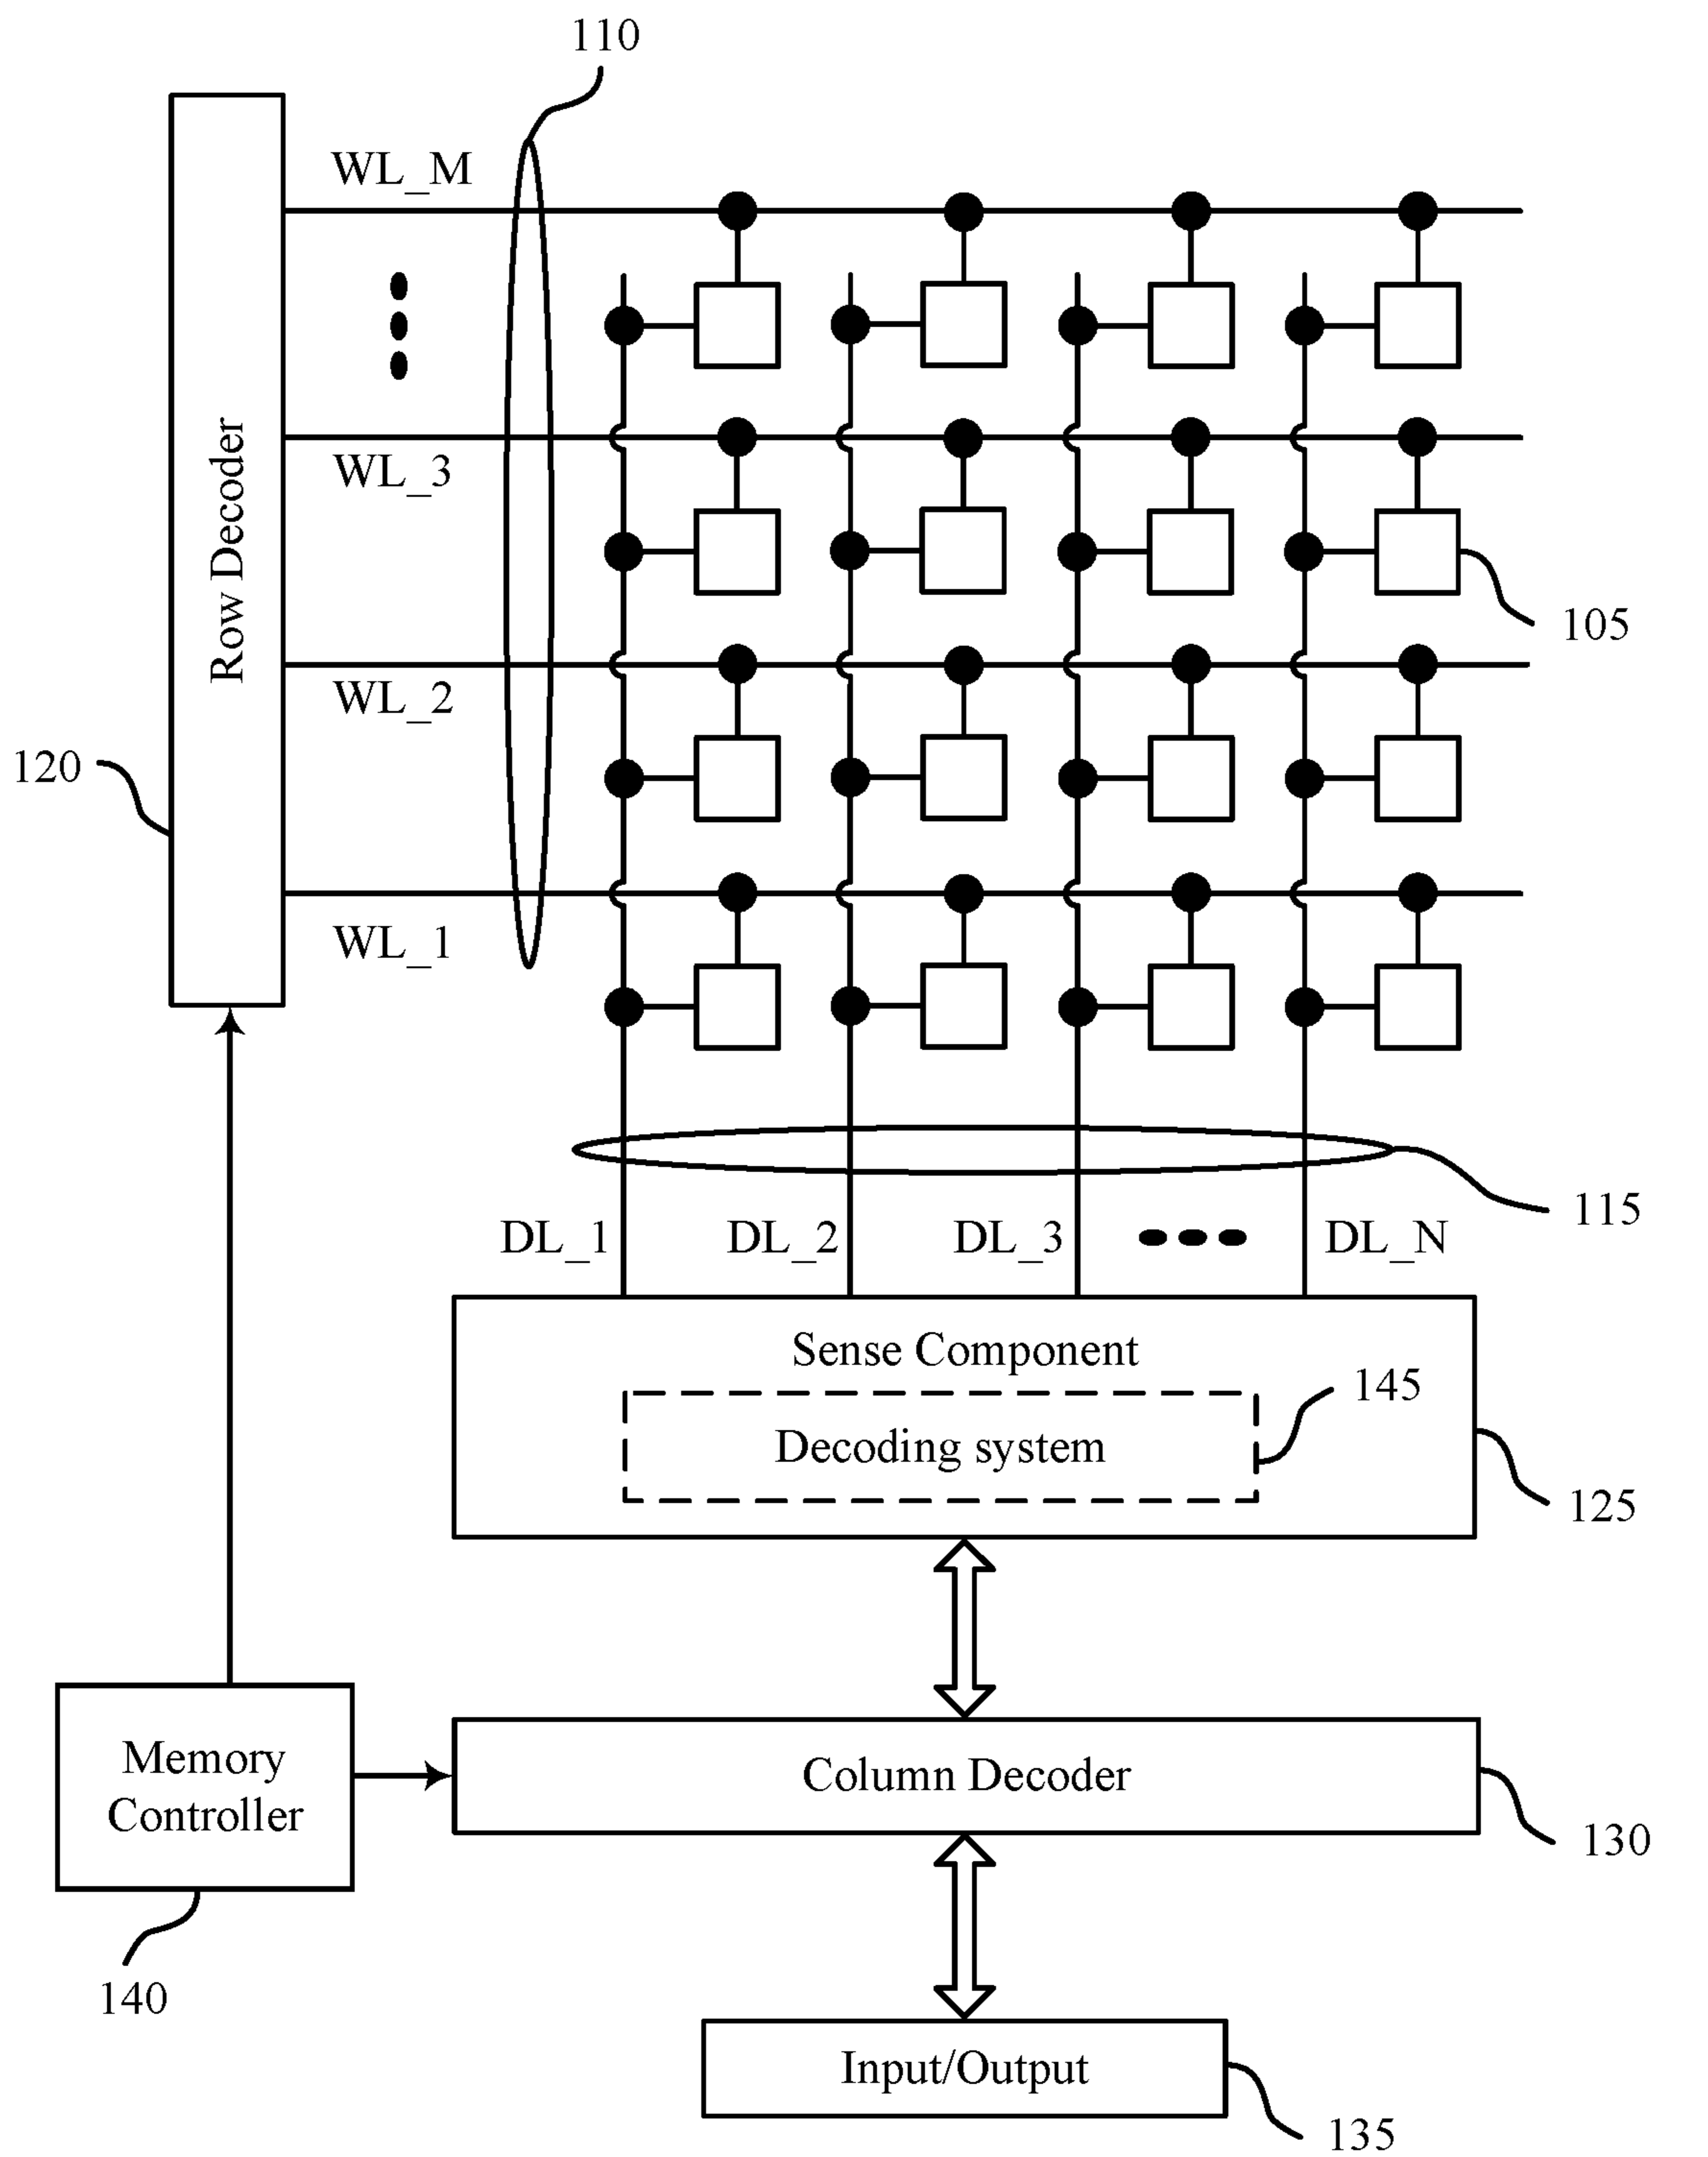 110
WL_M
Row Decoder
WL_3
105
WL_2
120
WL_1
115
DL_1
DL_2
DL_3
DL_N
Sense Component
145
Decoding system
125
Memory
Controller
Column Decoder
130
140
Input/Output
135